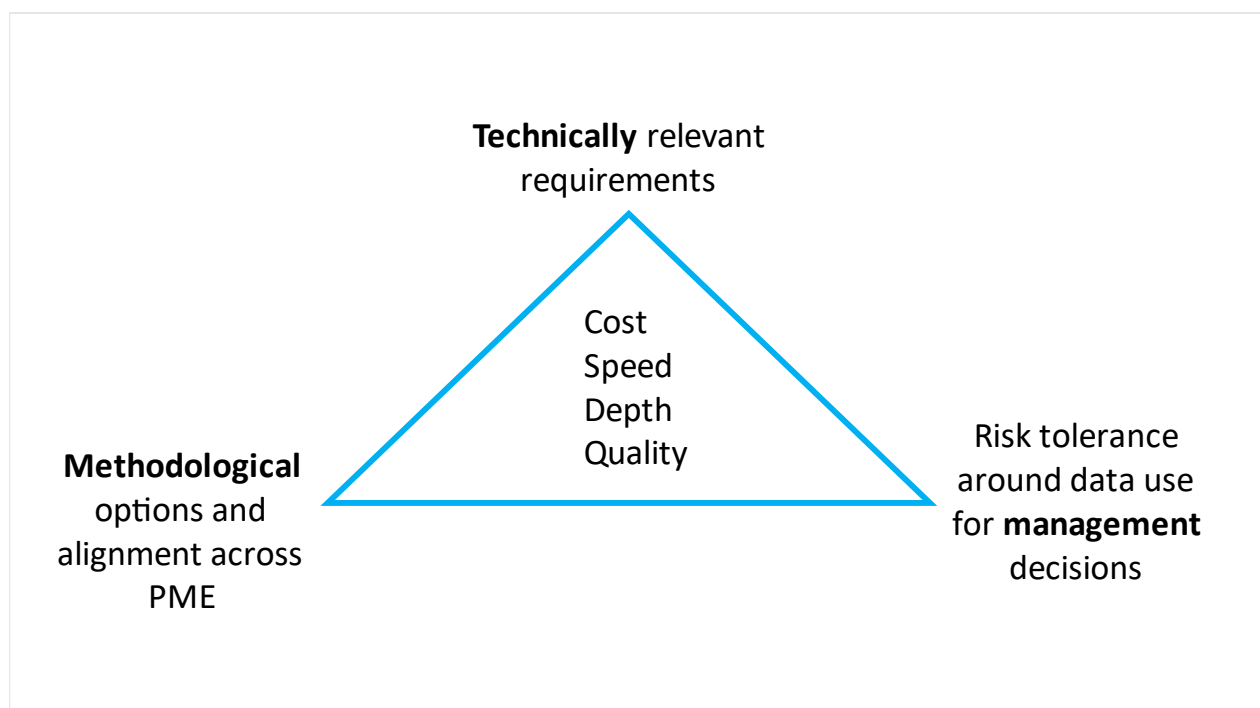 Technically relevant
requirements
Cost
Speed
Depth
Quality
Methodological
options and
alignment across
PME
Risk tolerance
around data use
for management
decisions